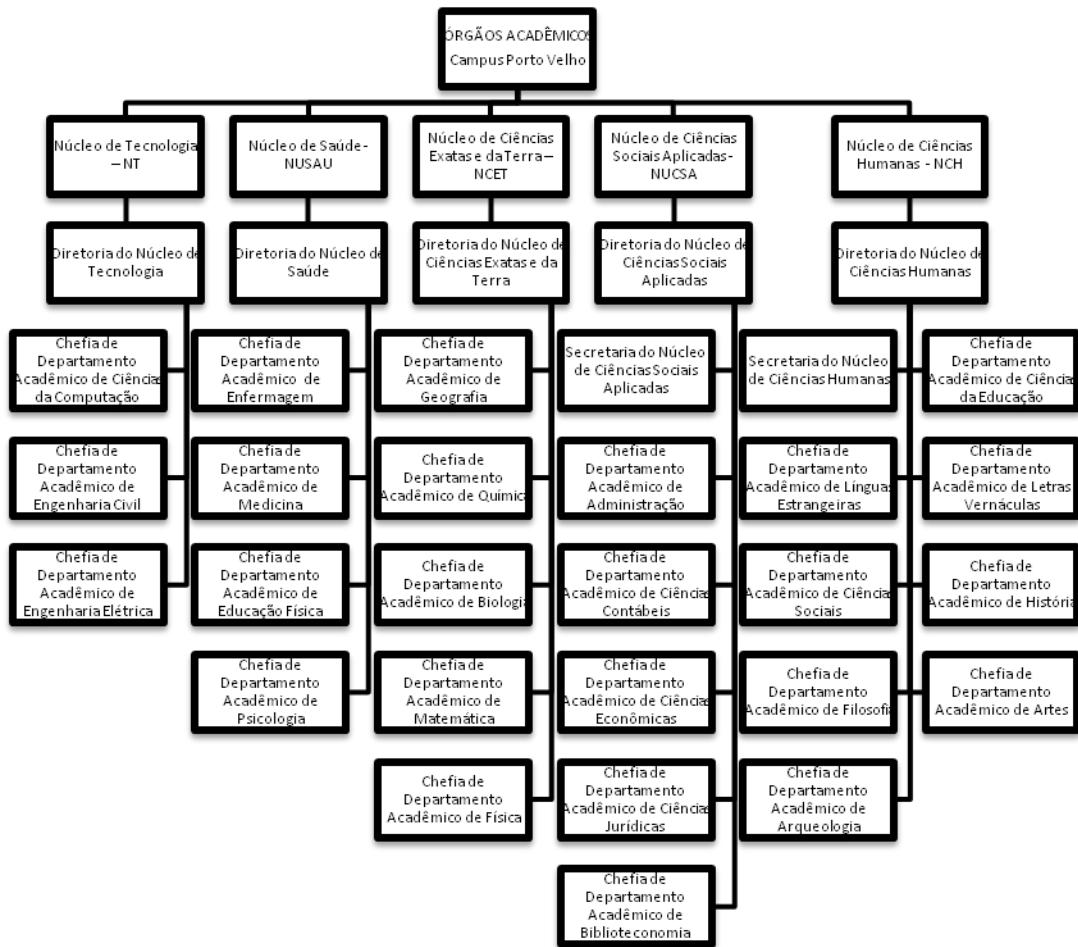 ÓRGÃOS ACADÊMICOS
Campus Porto Velho
Núcleo de Tecnologia
– NT
Núcleo de Saúde-
NUSAU
Núcleo de Ciências
Exatas e da Terra –
NCET
Núcleo de Ciências
Sociais Aplicadas-
NUCSA
Núcleo de Ciências
Humanas - NCH
Diretoria do Núcleo de
Tecnologia
Diretoria do Núcleo de
Saúde
Diretoria do Núcleo de
Ciências Exatas e da
Terra
Diretoria do Núcleo de
Ciências Sociais
Aplicadas
Diretoria do Núcleo de
Ciências Humanas
Chefia de
Departamento
Acadêmico de Ciências
da Computação
Chefia de
Departamento
Acadêmico de
Enfermagem
Chefia de
Departamento
Acadêmico de
Geografia
Secretaria do Núcleo
de Ciências Sociais
Aplicadas
Secretaria do Núcleo
de Ciências Humanas
Chefia de
Departamento
Acadêmico de Ciências
da Educação
Chefia de
Departamento
Acadêmico de
Engenharia Civil
Chefia de
Departamento
Acadêmico de
Medicina
Chefia de
Departamento
Acadêmico de Química
Chefia de
Departamento
Acadêmico de
Administração
Chefia de
Departamento
Acadêmico de Línguas
Estrangeiras
Chefia de
Departamento
Acadêmico de Letras
Vernáculas
Chefia de
Departamento
Acadêmico de
Engenharia Elétrica
Chefia de
Departamento
Acadêmico de
Educação Física
Chefia de
Departamento
Acadêmico de Biologia
Chefia de
Departamento
Acadêmico de Ciências
Contábeis
Chefia de
Departamento
Acadêmico de Ciências
Sociais
Chefia de
Departamento
Acadêmico de História
Chefia de
Departamento
Acadêmico de
Psicologia
Chefia de
Departamento
Acadêmico de
Matemática
Chefia de
Departamento
Acadêmico de Ciências
Econômicas
Chefia de
Departamento
Acadêmico de Filosofia
Chefia de
Departamento
Acadêmico de Artes
Chefia de
Departamento
Acadêmico de Física
Chefia de
Departamento
Acadêmico de Ciências
Jurídicas
Chefia de
Departamento
Acadêmico de
Arqueologia
Chefia de
Departamento
Acadêmico de
Biblioteconomia